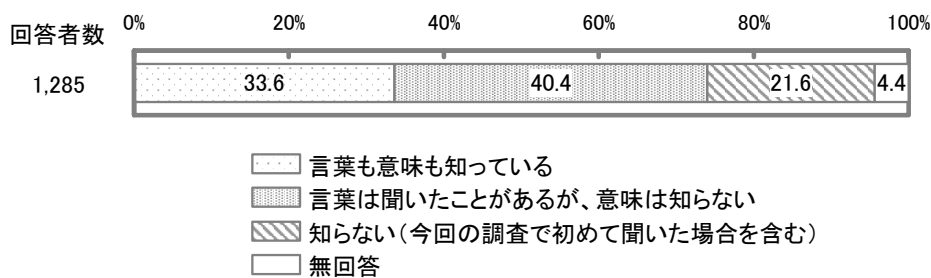 0% 20% 40% 60% 80% 100%
回答者数
1,285 33.6 40.4 21.6 4.4
言葉も意味も知っている
言葉は聞いたことがあるが、意味は知らない
知らない（今回の調査で初めて聞いた場合を含む）
無回答